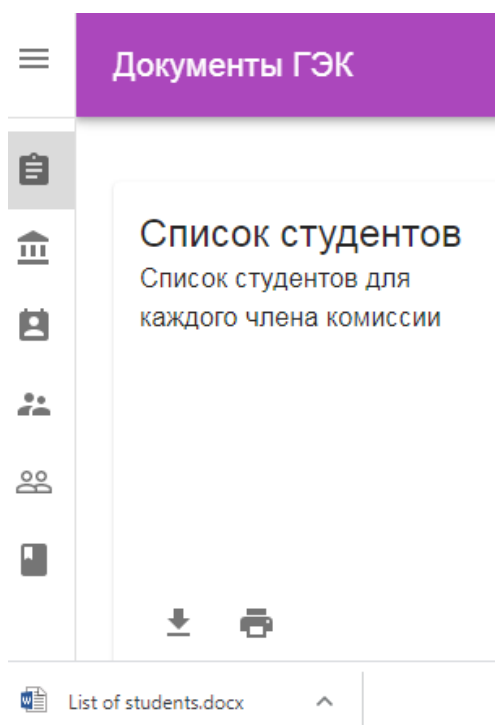 Документы ГЭК
Список студентов
Список студентов для
каждого члена комиссии
List of students.docx